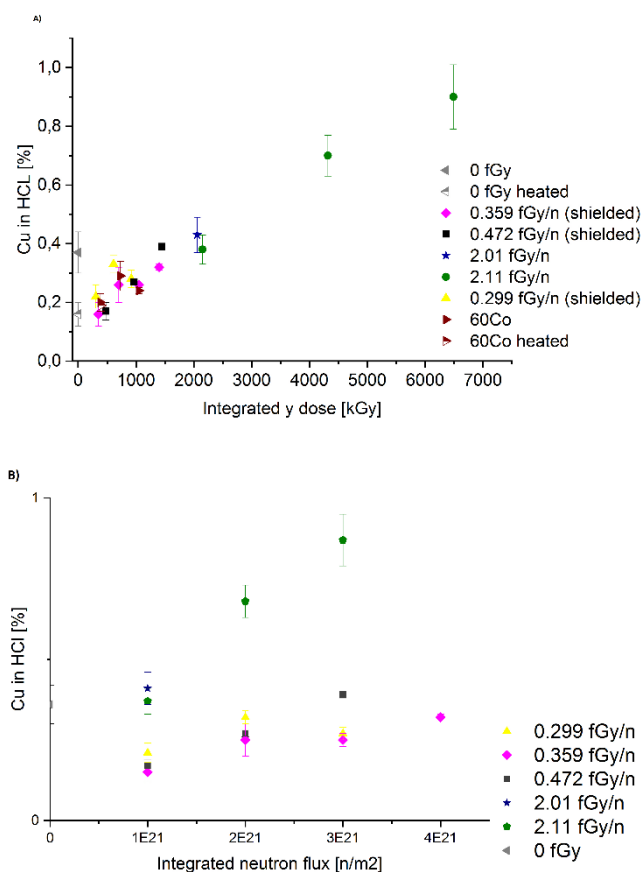 A)
1,0
0,8
0,6
0,4
0,2
0,0
Cu in HCL [%]
0 1000 2000 3000 4000 5000 6000 7000
Integrated y dose [kGy]
0 fGy
0 fGy heated
0.359 fGy/n (shielded)
0.472 fGy/n (shielded)
2.01 fGy/n
2.11 fGy/n
0.299 fGy/n (shielded)
60Co
60Co heated
B)
1
0
Cu in HCl [%]
1E21 2E21 3E21 4E21
Integrated neutron flux [n/m2]
0.299 fGy/n
0.359 fGy/n
0.472 fGy/n
2.01 fGy/n
2.11 fGy/n
0 fGy